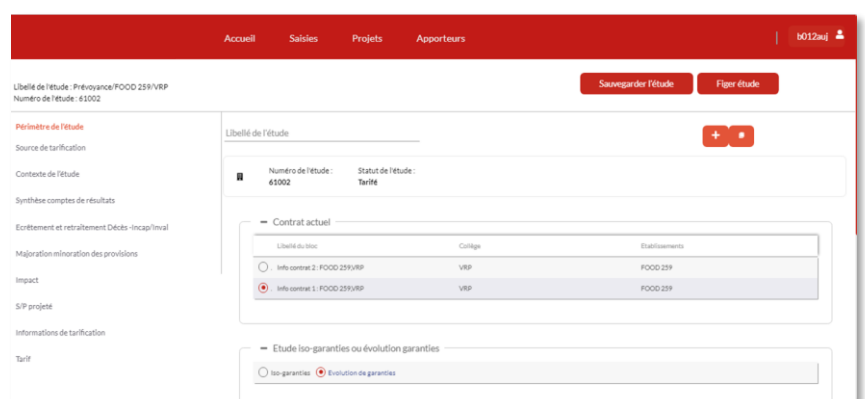 Accueil Saisies Projets Apporteurs b012auj
Libellé de l'étude : Prévoyance/FOOD 259/VRP
Numéro de l'étude : 61002
Sauvegarder l'étude Figer étude
Périmètre de l'étude
Source de tarification
Contexte de l'étude
Synthèse comptes de résultats
Ecrêtement et retraitement Décès -Incap/Inval
Majoration minoration des provisions
Impact
S/P projeté
Informations de tarification
Tarif
Libellé de l'étude
Numéro de l'étude : Statut de l'étude :
61002 Tarifé
Contrat actuel
Libellé du bloc Collège Etablissements
Info contrat 2 : FOOD 259;VRP VRP FOOD 259
Info contrat 1 : FOOD 259;VRP VRP FOOD 259
Etude iso-garanties ou évolution garanties
Iso-garanties Evolution de garanties